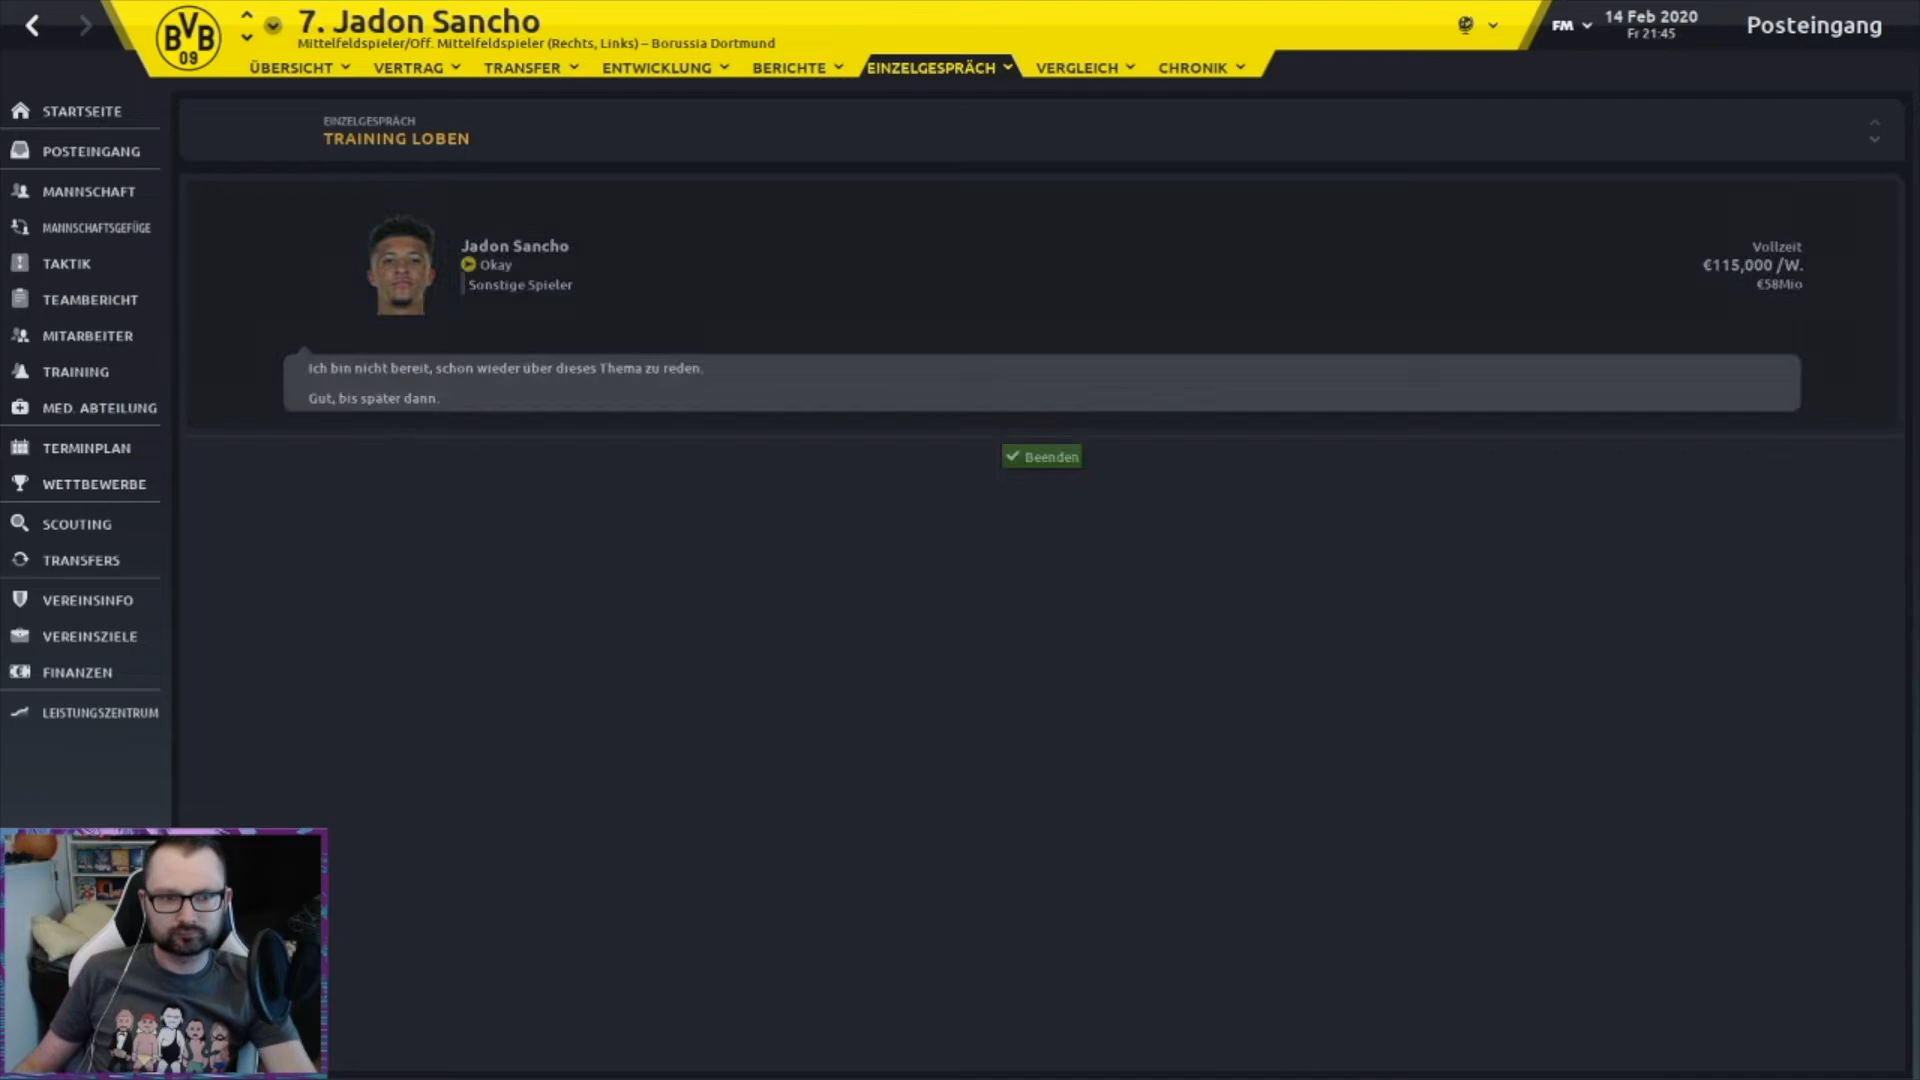 7. Jadon Sancho
Mittelfeldspieler/Off. Mittelfeldspieler (Rechts, Links) – Borussia Dortmund
BVB
09
FM
14 Feb 2020
Fr 21:45
Posteingang
ÜBERSICHT
VERTRAG
TRANSFER
ENTWICKLUNG
BERICHTE
EINZELGESPRÄCH
VERGLEICH
CHRONIK
STARTSEITE
POSTEINGANG
MANNSCHAFT
MANNSCHAFTSGEFÜGE
TAKTIK
TEAMBERICHT
MITARBEITER
TRAINING
MED. ABTEILUNG
TERMINPLAN
WETTBEWERBE
SCOUTING
TRANSFERS
VEREINSINFO
VEREINSZIELE
FINANZEN
LEISTUNGSZENTRUM
EINZELGESPRÄCH
TRAINING LOBEN
Jadon Sancho
Okay
Sonstige Spieler
Vollzeit
€115,000 /W.
€58Mio
Ich bin nicht bereit, schon wieder über dieses Thema zu reden.
Gut, bis später dann.
Beenden